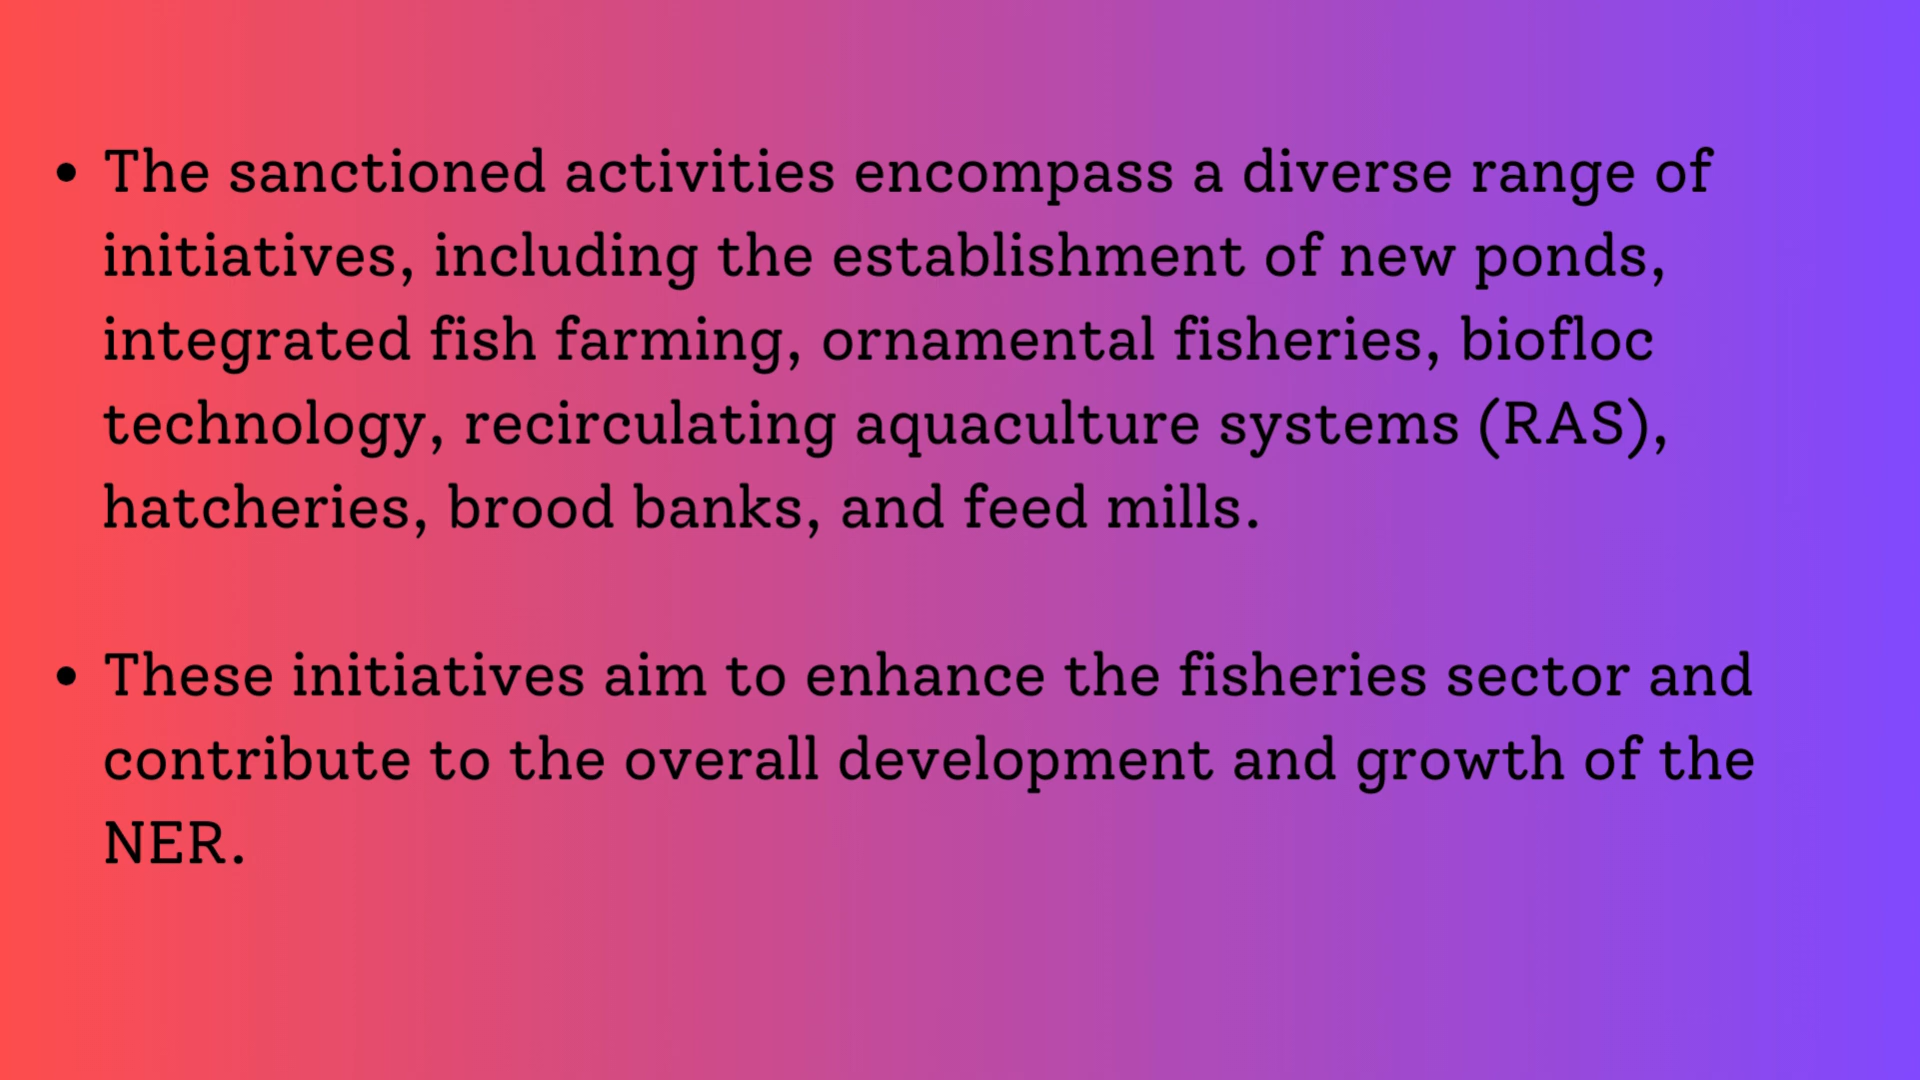 • The sanctioned activities encompass a diverse range of
initiatives, including the establishment of new ponds,
integrated fish farming, ornamental fisheries, biofloc
technology, recirculating aquaculture systems (RAS),
hatcheries, brood banks, and feed mills.
• These initiatives aim to enhance the fisheries sector and
contribute to the overall development and growth of the
NER.